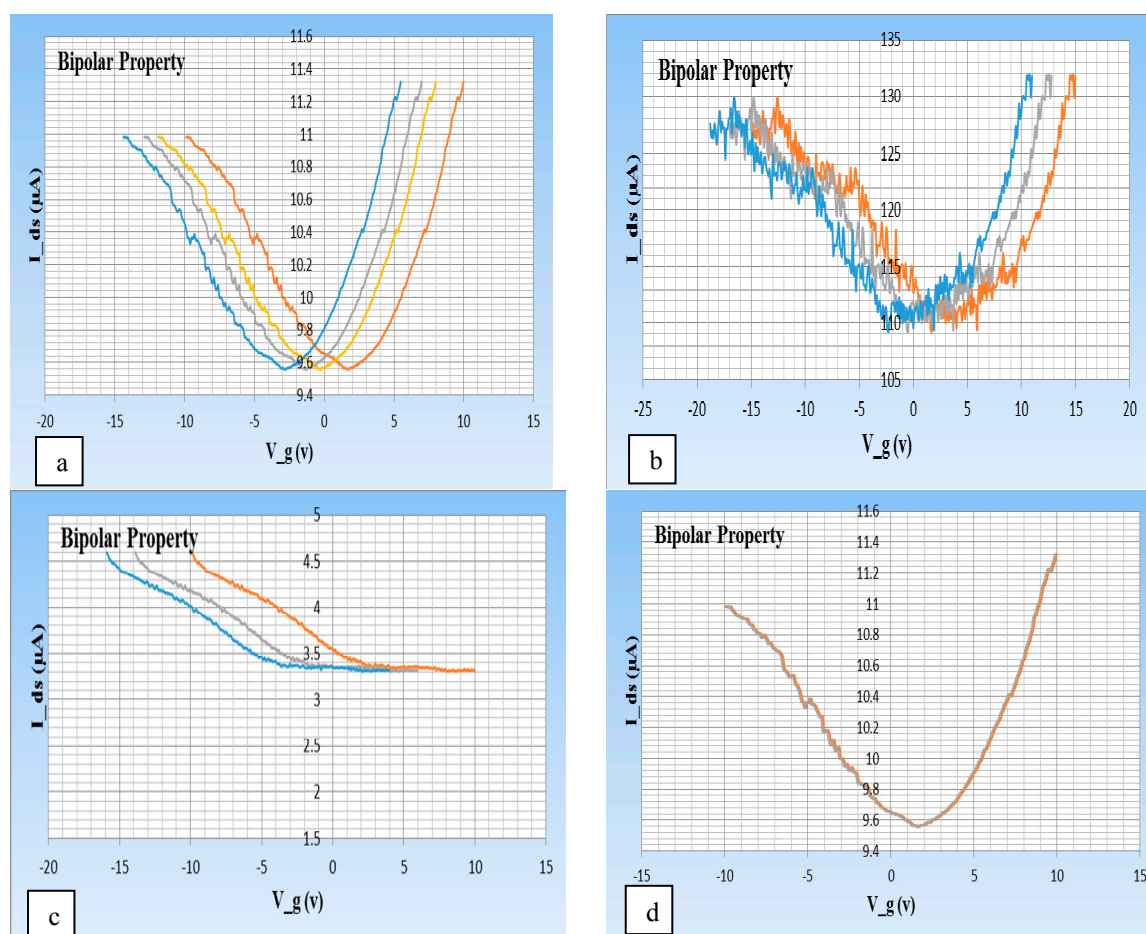 Bipolar Property
11.6
11.4
11.2
11
10.8
10.6
10.4
10.2
10
9.8
9.6
9.4
-20 -15 -10 -5 0 5 10 15
I_ds (µA)
V_g (v)
a
Bipolar Property
135
130
125
120
115
110
105
-25 -20 -15 -10 -5 0 5 10 15 20
I_ds (µA)
V_g (v)
b
Bipolar Property
5
4.5
4
3.5
3
2.5
2
1.5
-20 -15 -10 -5 0 5 10 15
I_ds (µA)
V_g (v)
c
Bipolar Property
11.6
11.4
11.2
11
10.8
10.6
10.4
10.2
10
9.8
9.6
9.4
-15 -10 -5 0 5 10 15
I_ds (µA)
V_g (v)
d